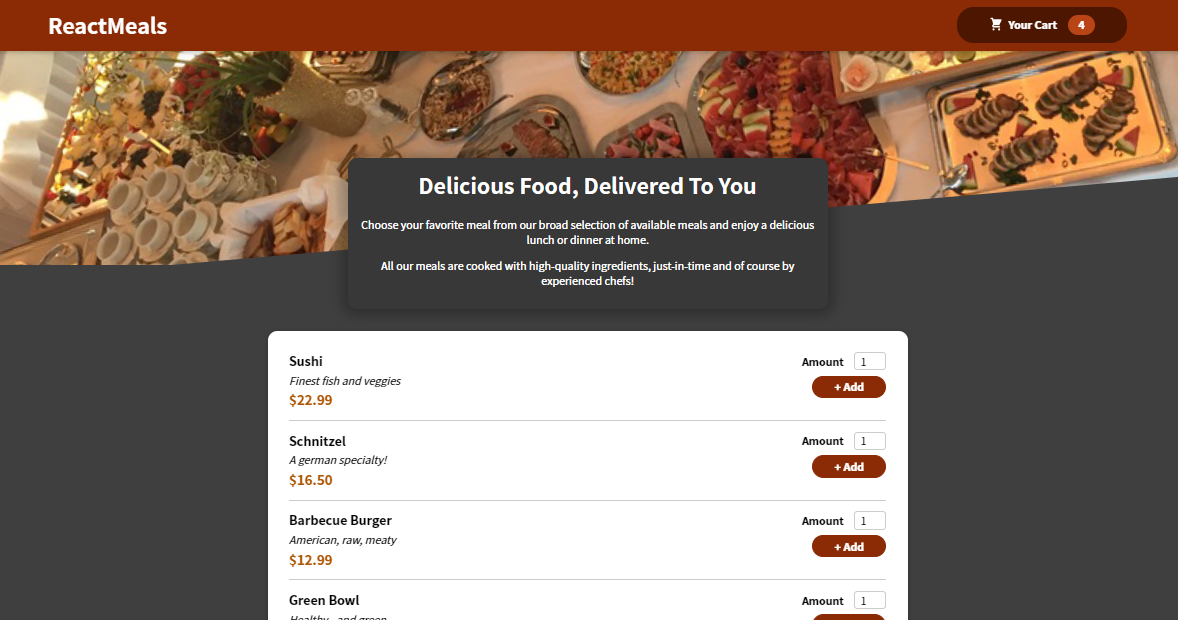 ReactMeals
Your Cart 4
Delicious Food, Delivered To You
Choose your favorite meal from our broad selection of available meals and enjoy a delicious
lunch or dinner at home.
All our meals are cooked with high-quality ingredients, just-in-time and of course by
experienced chefs!
Sushi
Amount 1
Finest fish and veggies
+ Add
$22.99
Schnitzel
Amount 1
A german specialty!
+ Add
$16.50
Barbecue Burger
Amount 1
American, raw, meaty
+ Add
$12.99
Green Bowl
Amount 1
Healthy...and green...